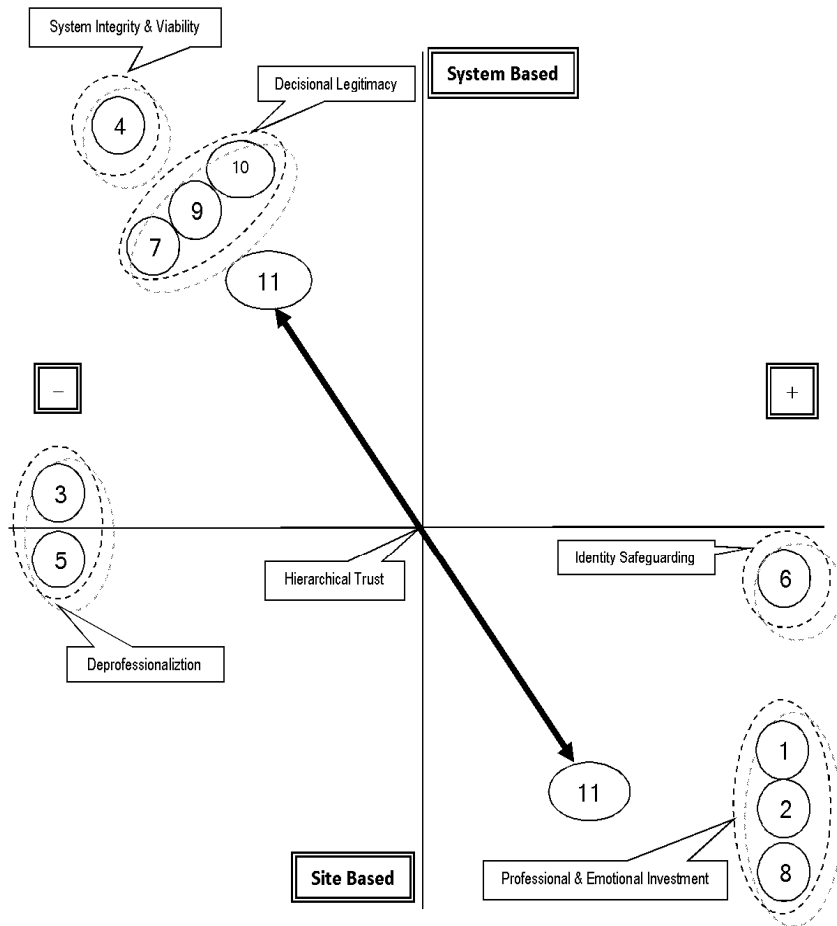 System Integrity & Viability
System Based
Decisional Legitimacy
4
10
9
7
11
–
+
3
5
Identity Safeguarding
6
Hierarchical Trust
Deprofessionaliztion
1
11
2
8
Site Based
Professional & Emotional Investment